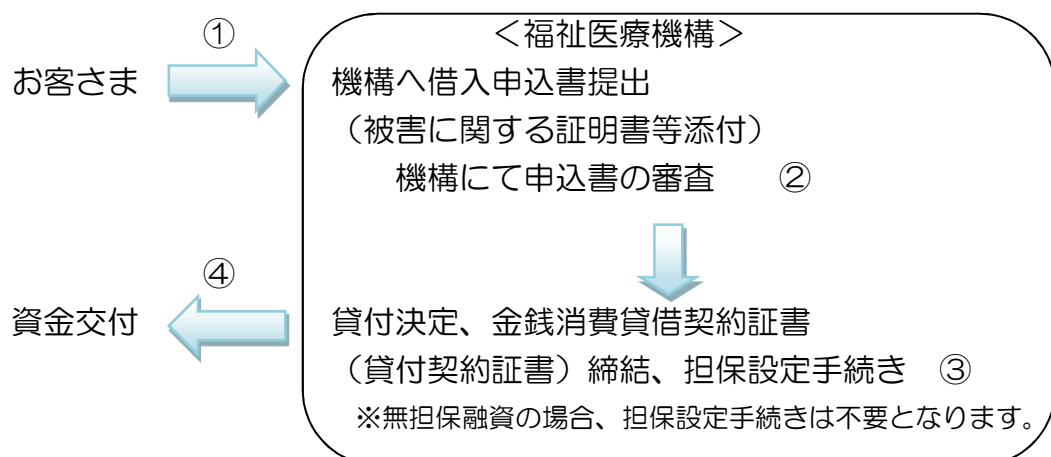 ①
＜福祉医療機構＞
お客さま
機構へ借入申込書提出
（被害に関する証明書等添付）
機構にて申込書の審査　　②
④
資金交付
貸付決定、金銭消費貸借契約証書
（貸付契約証書）締結、担保設定手続き　③
※無担保融資の場合、担保設定手続きは不要となります。